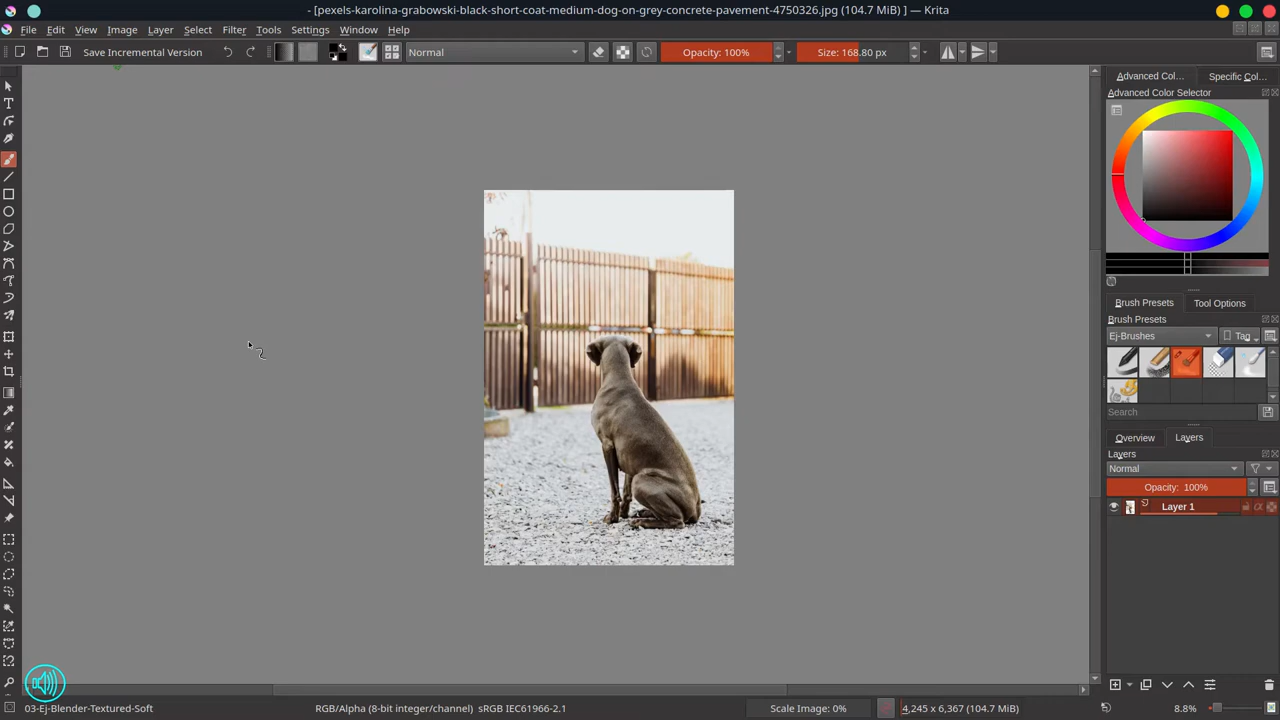 - [pexels-karolina-grabowski-black-short-coat-medium-dog-on-grey-concrete-pavement-4750326.jpg (104.7 MiB) ] — Krita
File Edit View Image Layer Select Filter Tools Settings Window Help
Save Incremental Version Normal Opacity: 100% Size: 168.80 px
Advanced Col... Specific Co...
Advanced Color Selector
Brush Presets Tool Options
Brush Presets
Ej-Brushes Tag
Search
Overview Layers
Layers
Normal
Opacity: 100%
Layer 1
03-Ej-Blender-Textured-Soft RGB/Alpha (8-bit integer/channel) sRGB IEC61966-2.1 Scale Image: 0% 4,245 x 6,367 (104.7 MiB) 8.8%